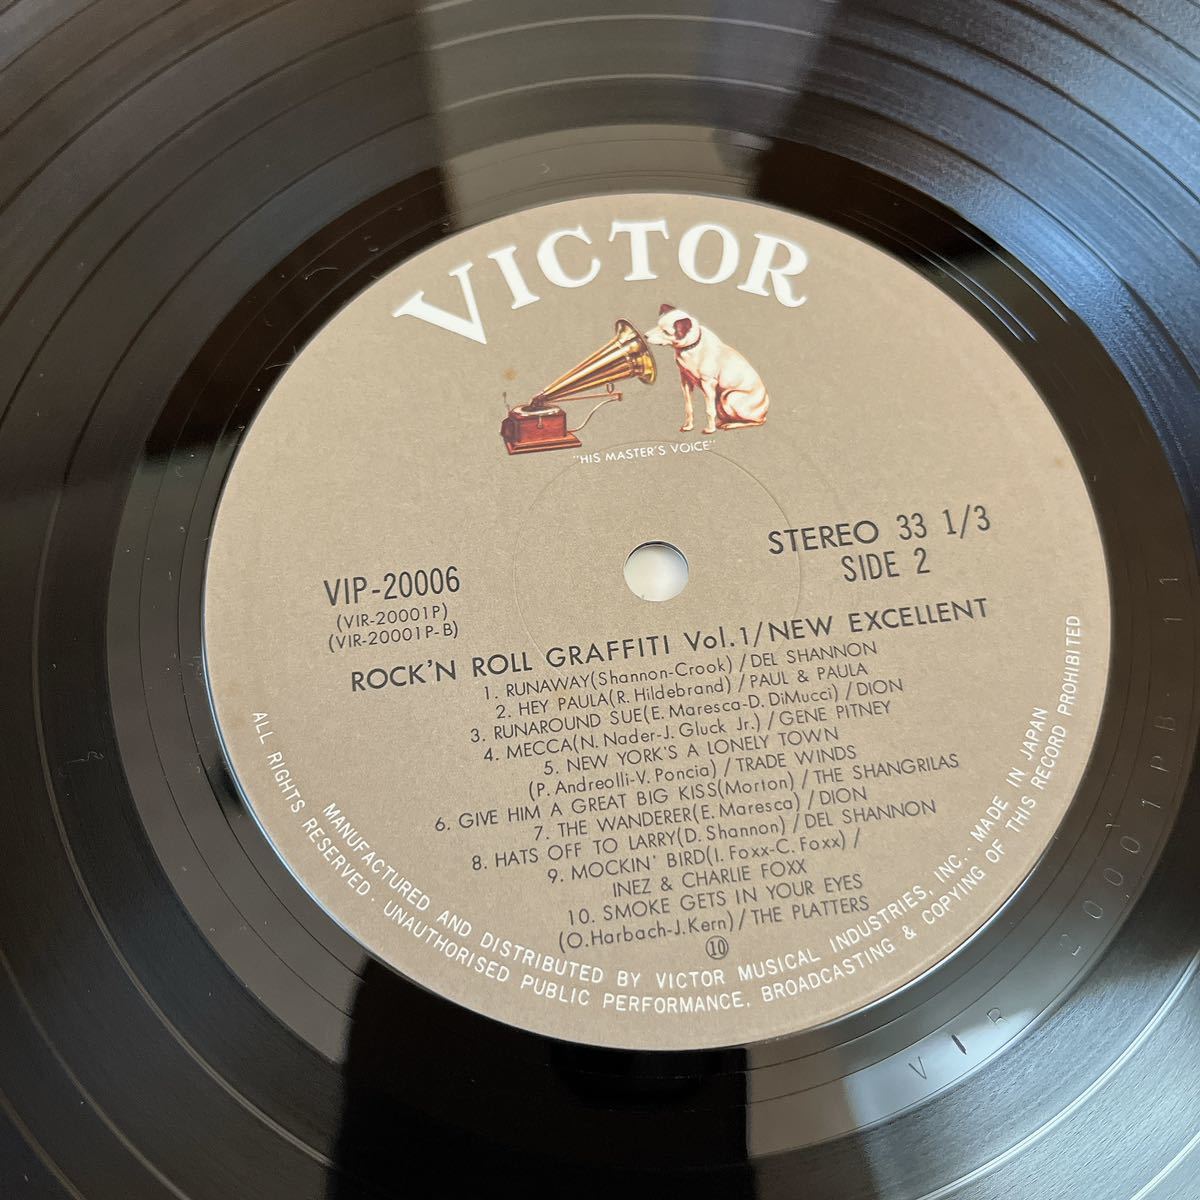 VICTOR
"HIS MASTER'S VOICE"
STEREO 33 1/3
SIDE 2
VIP-20006
(VIR-20001P)
(VIR-20001P-B)
ROCK'N ROLL GRAFFITI Vol.1/NEW EXCELLENT
1. RUNAWAY(Shannon-Crook)/DEL SHANNON
2. HEY PAULA(R. Hildebrand)/PAUL & PAULA
3. RUNAROUND SUE(E. Maresca-D. DiMucci)/DION
4. MECCA(N. Nader-J. Gluck Jr.)/GENE PITNEY
5. NEW YORK'S A LONELY TOWN
(P. Andreolli-V. Poncia)/TRADE WINDS
6. GIVE HIM A GREAT BIG KISS(Morton)/THE SHANGRILAS
7. THE WANDERER(E. Maresca)/DION
8. HATS OFF TO LARRY(D. Shannon)/DEL SHANNON
9. MOCKIN' BIRD(I. Foxx-C. Foxx)/
INEZ & CHARLIE FOXX
10. SMOKE GETS IN YOUR EYES
(O.Harbach-J.Kern)/THE PLATTERS
⑩
MANUFACTURED AND DISTRIBUTED BY VICTOR MUSICAL INDUSTRIES, INC. · MADE IN JAPAN
ALL RIGHTS RESERVED · UNAUTHORISED PUBLIC PERFORMANCE, BROADCASTING & COPYING OF THIS RECORD PROHIBITED